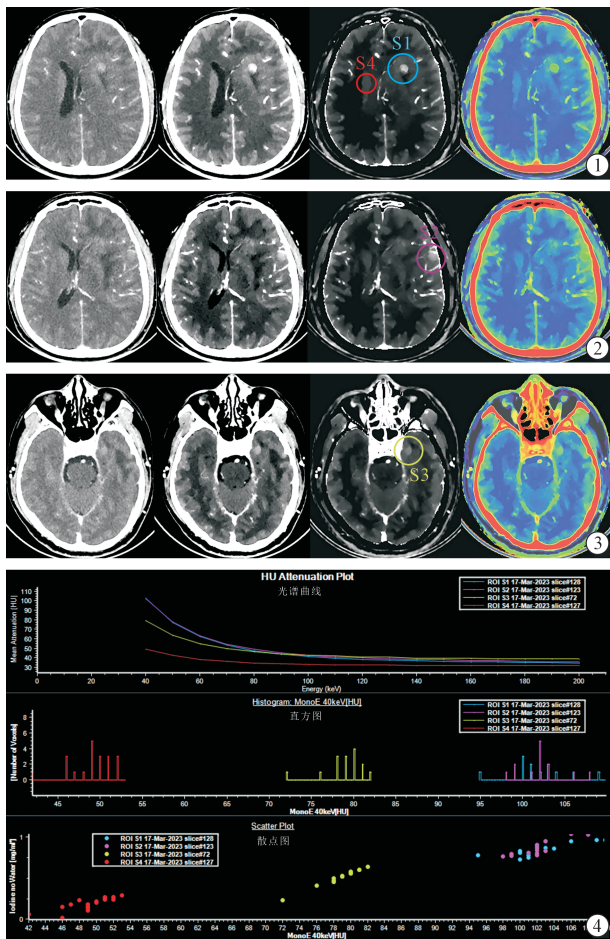 S4
S1
①
S2
②
S3
③
HU Attenuation Plot
光谱曲线
ROI S1 17-Mar-2023 slice#128
ROI S2 17-Mar-2023 slice#123
ROI S3 17-Mar-2023 slice#72
ROI S4 17-Mar-2023 slice#127
Mean Attenuation (HU)
110
100
90
80
70
60
50
40
30
0 20 40 60 80 100 120 140 160 180 200
Energy (keV)
Histogram: MonoE 40keV[HU]
直方图
ROI S1 17-Mar-2023 slice#128
ROI S2 17-Mar-2023 slice#123
ROI S3 17-Mar-2023 slice#72
ROI S4 17-Mar-2023 slice#127
[Number of Voxels]
8
6
4
2
0
45 50 55 60 65 70 75 80 85 90 95 100 105
MonoE 40keV[HU]
Scatter Plot
散点图
ROI S1 17-Mar-2023 slice#128
ROI S2 17-Mar-2023 slice#123
ROI S3 17-Mar-2023 slice#72
ROI S4 17-Mar-2023 slice#127
1
0
42 44 46 48 50 52 54 56 58 60 62 64 66 68 70 72 74 76 78 80 82 84 86 88 90 92 94 96 98 100 102 104 106
MonoE 40keV[HU]
④